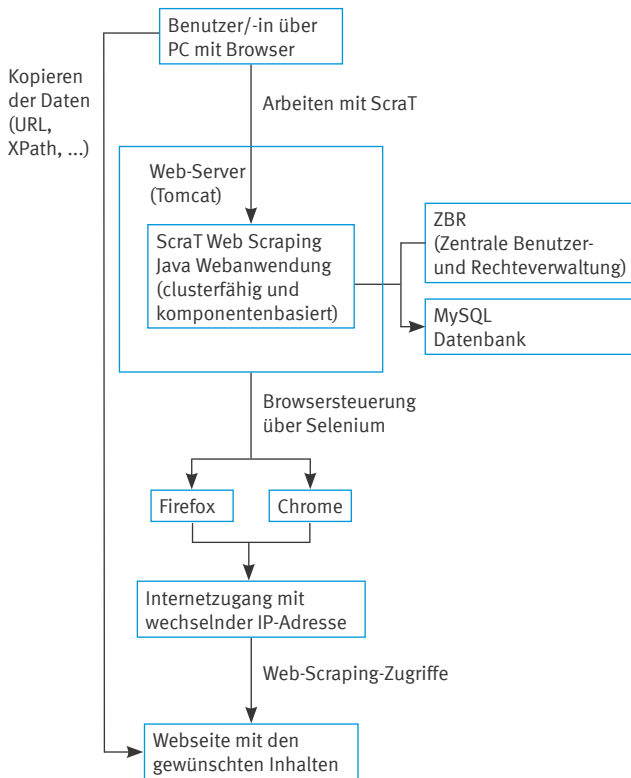 Benutzer/-in über
PC mit Browser
Kopieren
der Daten
(URL,
XPath, ...)
Arbeiten mit ScraT
Web-Server
(Tomcat)
ScraT Web Scraping
Java Webanwendung
(clusterfähig und
komponentenbasiert)
ZBR
(Zentrale Benutzer-
und Rechteverwaltung)
MySQL
Datenbank
Browsersteuerung
über Selenium
Firefox
Chrome
Internetzugang mit
wechselnder IP-Adresse
Web-Scraping-Zugriffe
Webseite mit den
gewünschten Inhalten